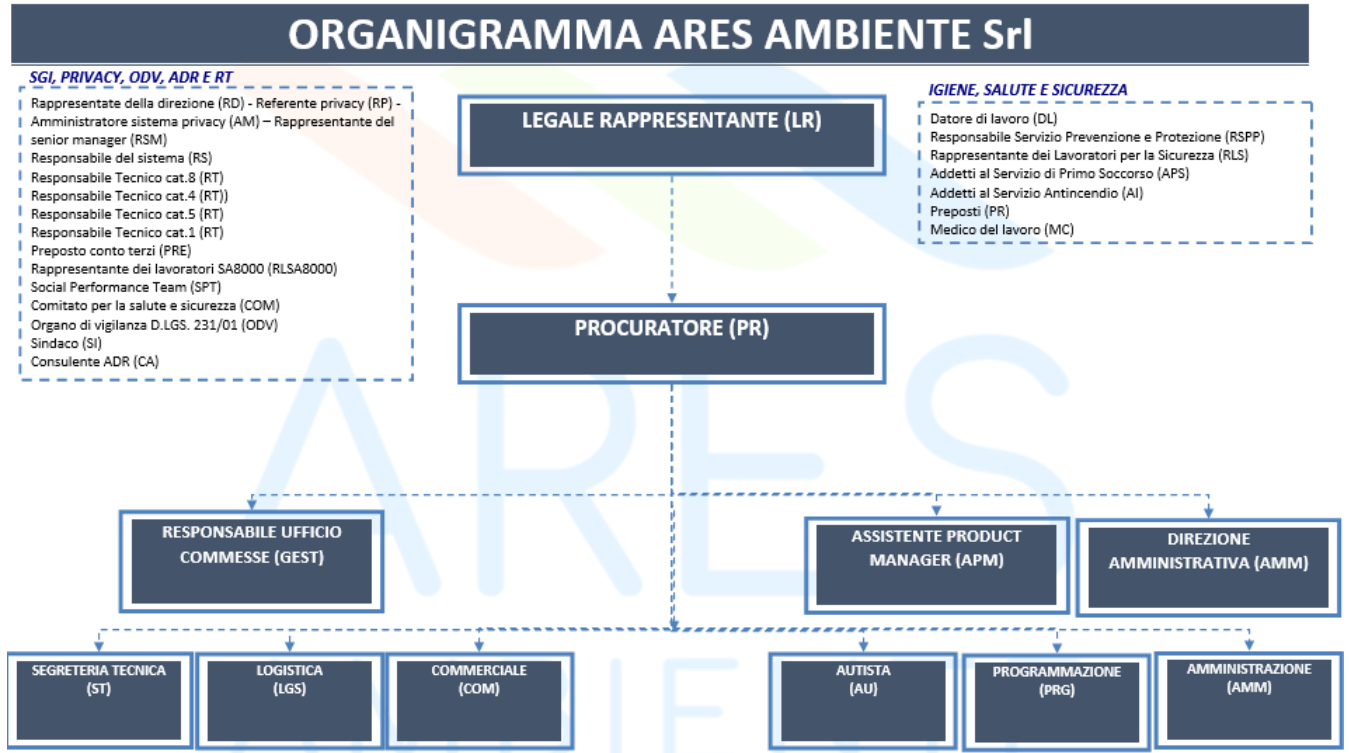 ORGANIGRAMMA ARES AMBIENTE Srl
SGI, PRIVACY, ODV, ADR E RT
Rappresentate della direzione (RD) - Referente privacy (RP) -
Amministratore sistema privacy (AM) – Rappresentante del
senior manager (RSM)
Responsabile del sistema (RS)
Responsabile Tecnico cat.8 (RT)
Responsabile Tecnico cat.4 (RT))
Responsabile Tecnico cat.5 (RT)
Responsabile Tecnico cat.1 (RT)
Preposto conto terzi (PRE)
Rappresentante dei lavoratori SA8000 (RLSA8000)
Social Performance Team (SPT)
Comitato per la salute e sicurezza (COM)
Organo di vigilanza D.LGS. 231/01 (ODV)
Sindaco (SI)
Consulente ADR (CA)
LEGALE RAPPRESENTANTE (LR)
IGIENE, SALUTE E SICUREZZA
Datore di lavoro (DL)
Responsabile Servizio Prevenzione e Protezione (RSPP)
Rappresentante dei Lavoratori per la Sicurezza (RLS)
Addetti al Servizio di Primo Soccorso (APS)
Addetti al Servizio Antincendio (AI)
Preposti (PR)
Medico del lavoro (MC)
PROCURATORE (PR)
ARES
RESPONSABILE UFFICIO
COMMESSE (GEST)
ASSISTENTE PRODUCT
MANAGER (APM)
DIREZIONE
AMMINISTRATIVA (AMM)
SEGRETERIA TECNICA
(ST)
LOGISTICA
(LGS)
COMMERCIALE
(COM)
AUTISTA
(AU)
PROGRAMMAZIONE
(PRG)
AMMINISTRAZIONE
(AMM)